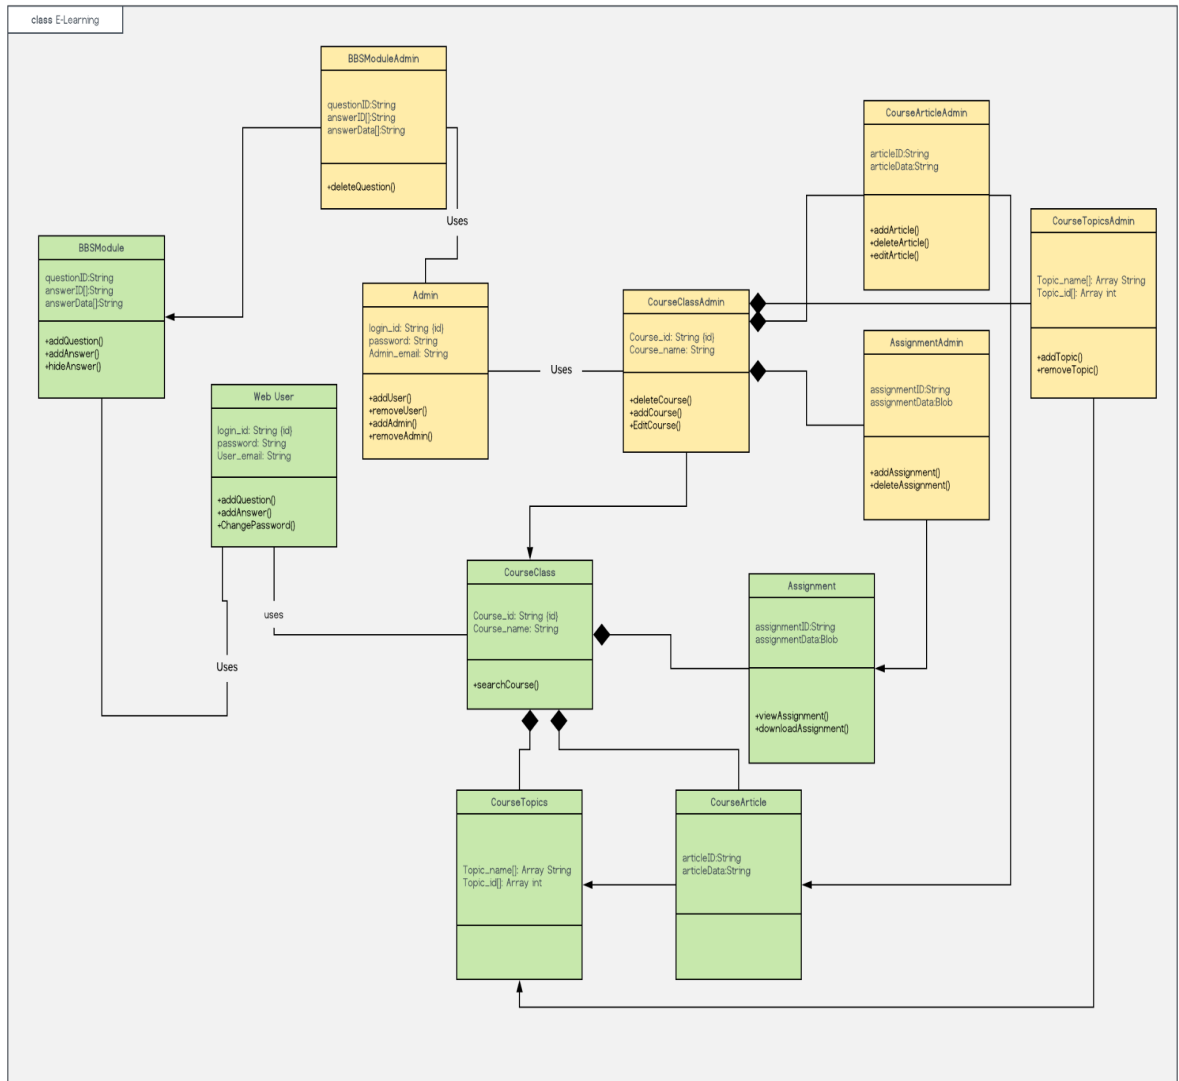 class E-Learning
BBSModuleAdmin
questionID:String
answerID[]:String
answerData[]:String
+deleteQuestion()
CourseArticleAdmin
articleID:String
articleData:String
+addArticle()
+deleteArticle()
+editArticle()
CourseTopicsAdmin
Topic_name[]: Array String
Topic_id[]: Array int
+addTopic()
+removeTopic()
Uses
BBSModule
questionID:String
answerID[]:String
answerData[]:String
+addQuestion()
+addAnswer()
+hideAnswer()
Admin
login_id: String {id}
password: String
Admin_email: String
+addUser()
+removeUser()
+addAdmin()
+removeAdmin()
Uses
CourseClassAdmin
Course_id: String {id}
Course_name: String
+deleteCourse()
+addCourse()
+EditCourse()
AssignmentAdmin
assignmentID:String
assignmentData:Blob
+addAssignment()
+deleteAssignment()
Web User
login_id: String {id}
password: String
User_email: String
+addQuestion()
+addAnswer()
+ChangePassword()
uses
Uses
CourseClass
Course_id: String {id}
Course_name: String
+searchCourse()
Assignment
assignmentID:String
assignmentData:Blob
+viewAssignment()
+downloadAssignment()
CourseTopics
Topic_name[]: Array String
Topic_id[]: Array int
CourseArticle
articleID:String
articleData:String